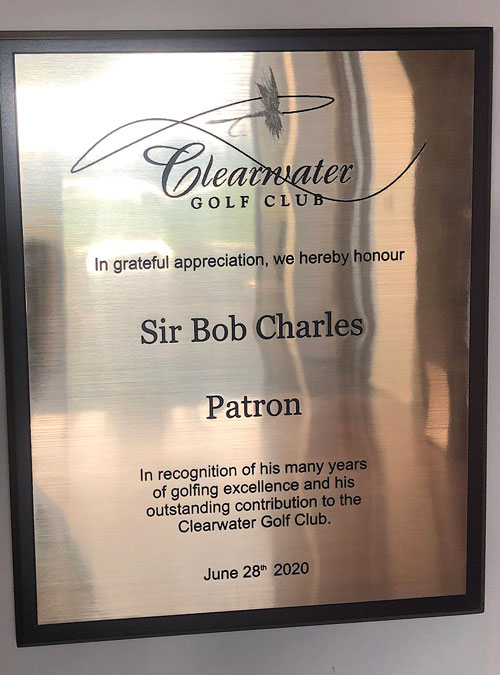 Clearwater
GOLF CLUB
In grateful appreciation, we hereby honour
Sir Bob Charles
Patron
In recognition of his many years
of golfing excellence and his
outstanding contribution to the
Clearwater Golf Club.
June 28th 2020